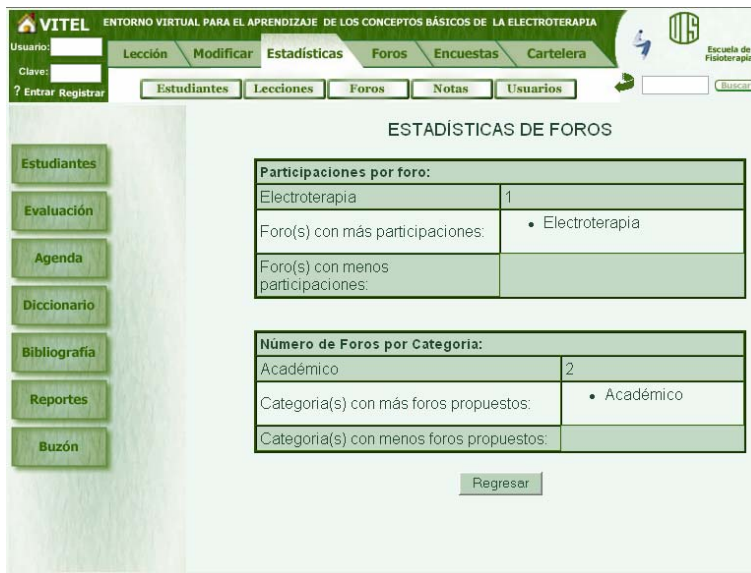 VITEL
ENTORNO VIRTUAL PARA EL APRENDIZAJE DE LOS CONCEPTOS BÁSICOS DE LA ELECTROTERAPIA
Usuario:
Clave:
? Entrar Registrar
Lección Modificar Estadísticas Foros Encuestas Cartelera
Escuela de
Fisioterapia
Estudiantes Lecciones Foros Notas Usuarios
Buscar
ESTADÍSTICAS DE FOROS
Estudiantes
Evaluación
Agenda
Diccionario
Bibliografía
Reportes
Buzón
Participaciones por foro:
Electroterapia 1
Foro(s) con más participaciones: • Electroterapia
Foro(s) con menos
participaciones:
Número de Foros por Categoria:
Académico 2
Categoria(s) con más foros propuestos: • Académico
Categoria(s) con menos foros propuestos:
Regresar